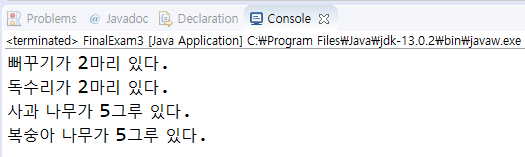 Problems @ Javadoc Declaration Console
<terminated> FinalExam3 [Java Application] C:₩Program Files₩Java₩jdk-13.0.2₩bin₩javaw.exe
뻐꾸기가 2마리 있다.
독수리가 2마리 있다.
사과 나무가 5그루 있다.
복숭아 나무가 5그루 있다.